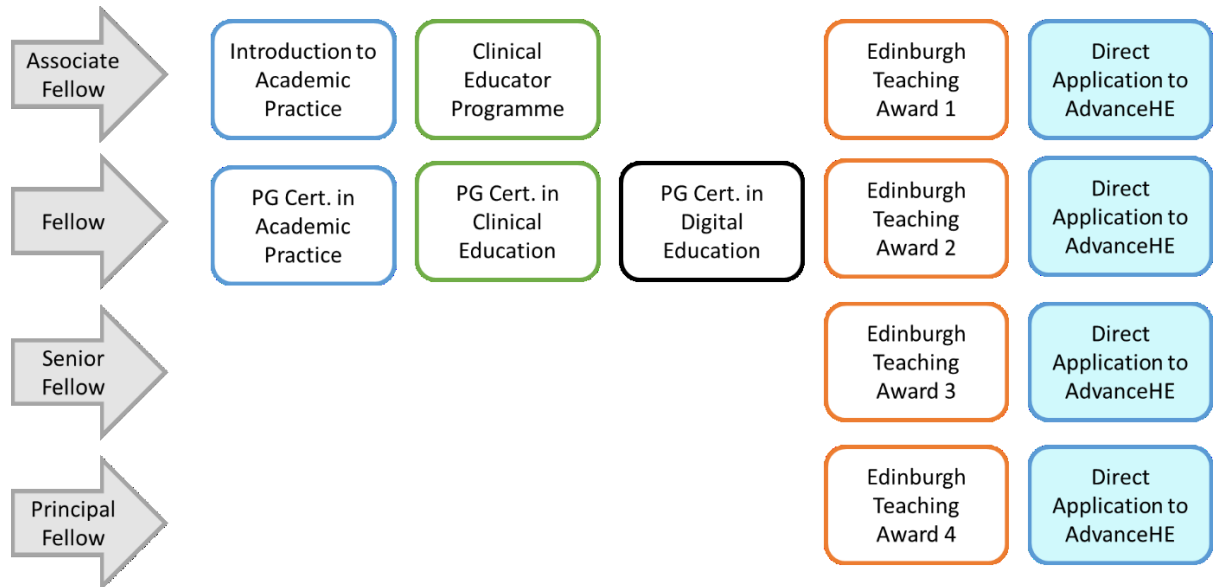 Associate
Fellow
Introduction to
Academic
Practice
Clinical
Educator
Programme
Edinburgh
Teaching
Award 1
Direct
Application to
AdvanceHE
Fellow
PG Cert. in
Academic
Practice
PG Cert. in
Clinical
Education
PG Cert. in
Digital
Education
Edinburgh
Teaching
Award 2
Direct
Application to
AdvanceHE
Senior
Fellow
Edinburgh
Teaching
Award 3
Direct
Application to
AdvanceHE
Principal
Fellow
Edinburgh
Teaching
Award 4
Direct
Application to
AdvanceHE